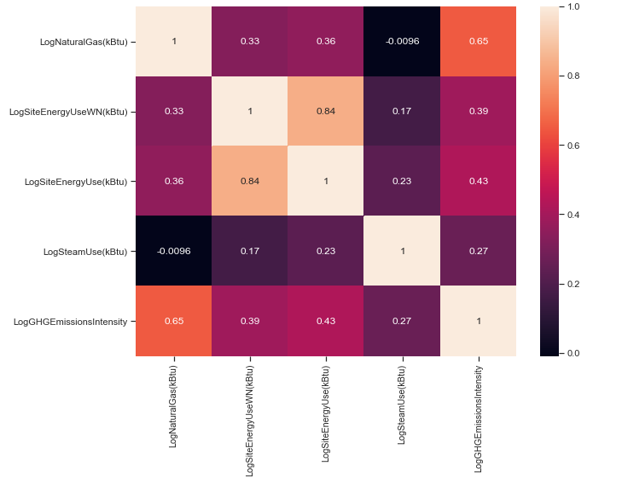 LogNaturalGas(kBtu) 1 0.33 0.36 -0.0096 0.65
LogSiteEnergyUseWN(kBtu) 0.33 1 0.84 0.17 0.39
LogSiteEnergyUse(kBtu) 0.36 0.84 1 0.23 0.43
LogSteamUse(kBtu) -0.0096 0.17 0.23 1 0.27
LogGHGEmissionsIntensity 0.65 0.39 0.43 0.27 1
LogNaturalGas(kBtu)
LogSiteEnergyUseWN(kBtu)
LogSiteEnergyUse(kBtu)
LogSteamUse(kBtu)
LogGHGEmissionsIntensity
1.0
0.8
0.6
0.4
0.2
0.0